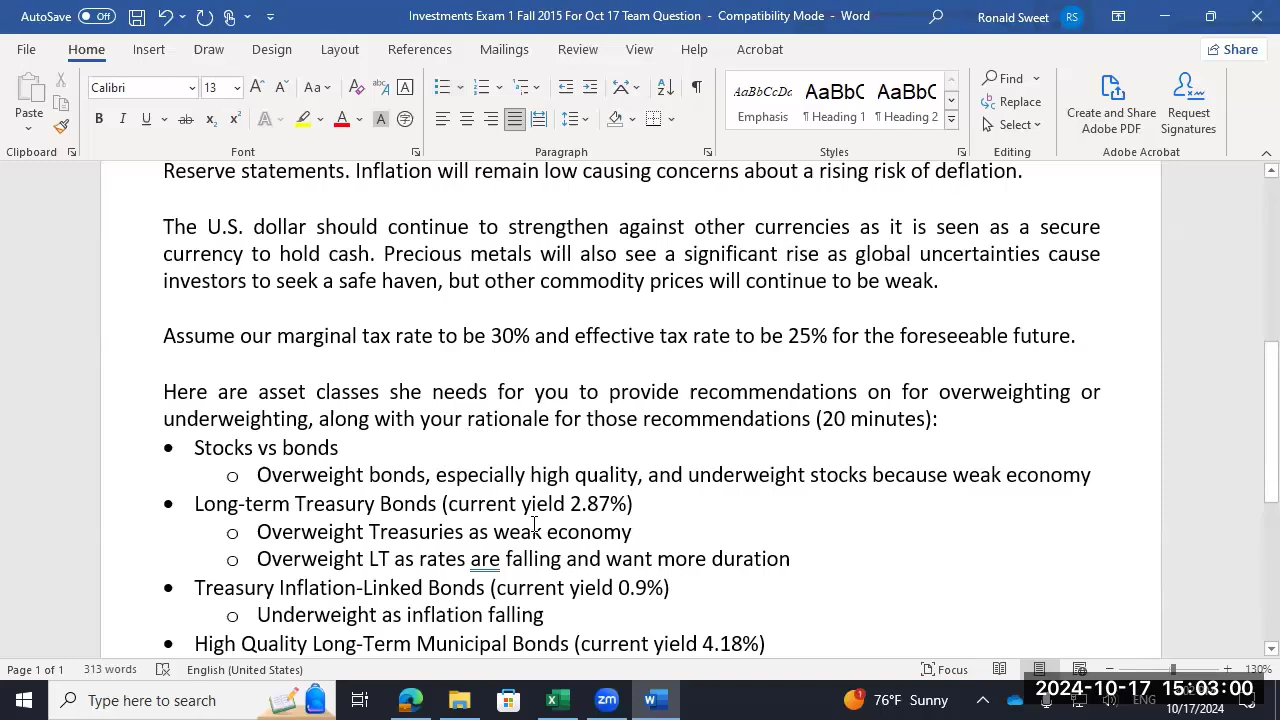 AutoSave Off Investments Exam 1 Fall 2015 For Oct 17 Team Question - Compatibility Mode - Word Ronald Sweet RS
File Home Insert Draw Design Layout References Mailings Review View Help Acrobat Share
Paste Calibri 13 Aa AaBbCcDc AaBbC AaBbC Find
Emphasis ¶ Heading 1 ¶ Heading 2 Replace
Select Create and Share Adobe PDF Request Signatures
Clipboard Font Paragraph Styles Editing Adobe Acrobat
Reserve statements. Inflation will remain low causing concerns about a rising risk of deflation.
The U.S. dollar should continue to strengthen against other currencies as it is seen as a secure
currency to hold cash. Precious metals will also see a significant rise as global uncertainties cause
investors to seek a safe haven, but other commodity prices will continue to be weak.
Assume our marginal tax rate to be 30% and effective tax rate to be 25% for the foreseeable future.
Here are asset classes she needs for you to provide recommendations on for overweighting or
underweighting, along with your rationale for those recommendations (20 minutes):
• Stocks vs bonds
o Overweight bonds, especially high quality, and underweight stocks because weak economy
• Long-term Treasury Bonds (current yield 2.87%)
o Overweight Treasuries as weak economy
o Overweight LT as rates are falling and want more duration
• Treasury Inflation-Linked Bonds (current yield 0.9%)
o Underweight as inflation falling
• High Quality Long-Term Municipal Bonds (current yield 4.18%)
Page 1 of 1 313 words English (United States) Focus 130%
Type here to search 1 76°F Sunny ENG
2024-10-17 15:03:00
10/17/2024